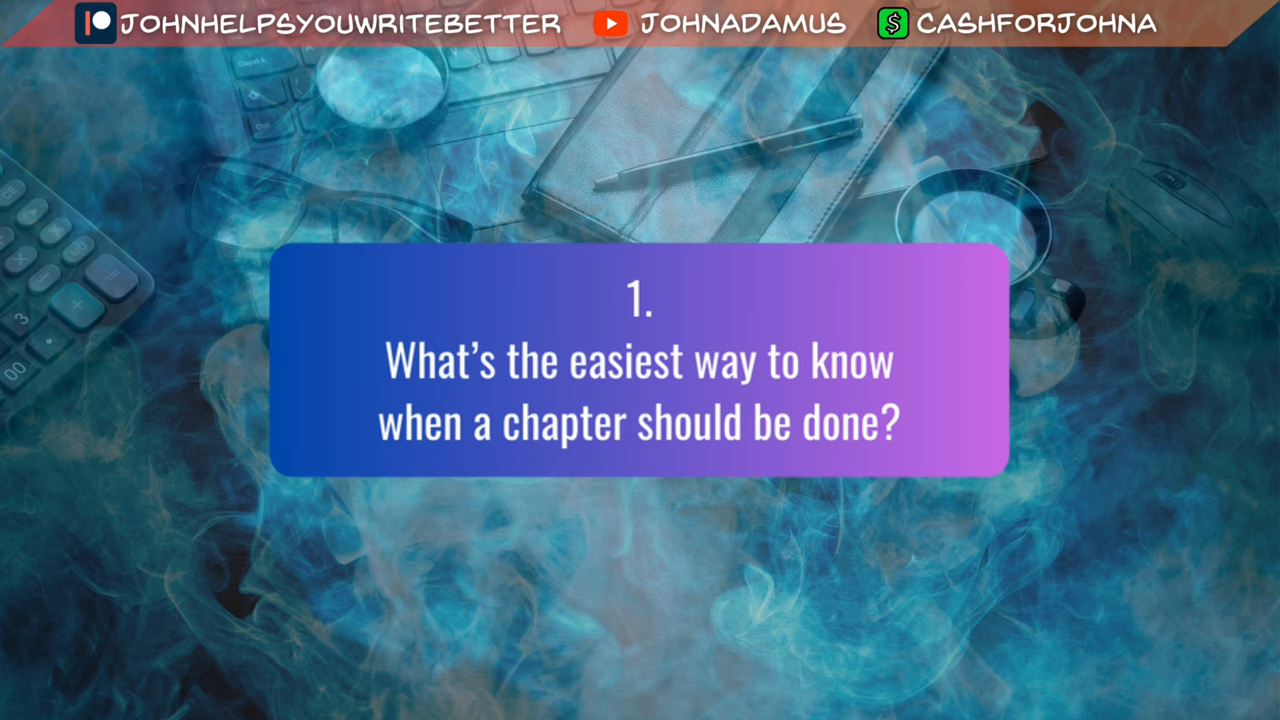 JOHNHELPSYOUWRITEBETTER JOHNADAMUS $ CASHFORJOHNA
1.
What's the easiest way to know
when a chapter should be done?